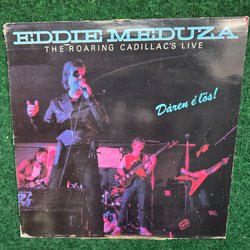 EDDIE MEDUZA
THE ROARING CADILLAC'S LIVE
Dåren é lös!